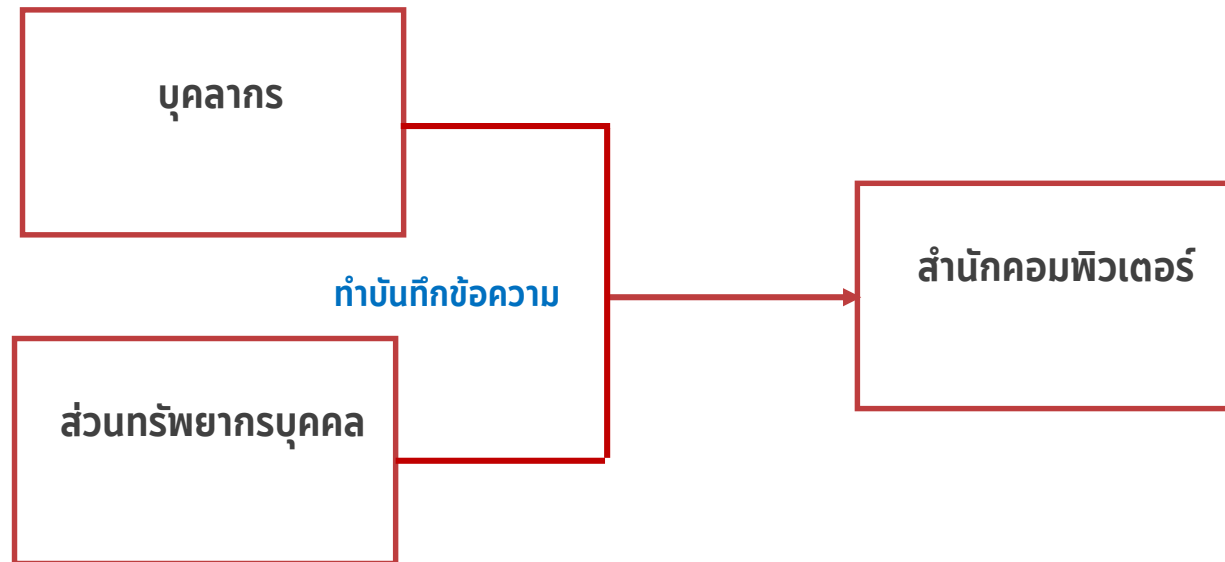 บุคลากร
สำนักคอมพิวเตอร์
ทำบันทึกข้อความ
ส่วนทรัพยากรบุคคล